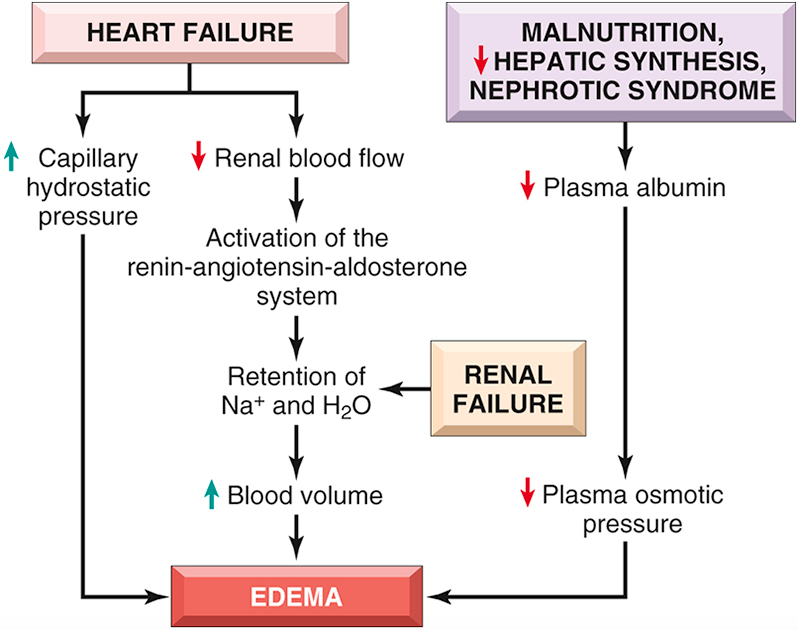 HEART FAILURE
MALNUTRITION,
↓ HEPATIC SYNTHESIS,
NEPHROTIC SYNDROME
↑ Capillary
hydrostatic
pressure
↓ Renal blood flow
Activation of the
renin-angiotensin-aldosterone
system
Retention of
Na⁺ and H₂O
↑ Blood volume
RENAL
FAILURE
↓ Plasma albumin
↓ Plasma osmotic
pressure
EDEMA